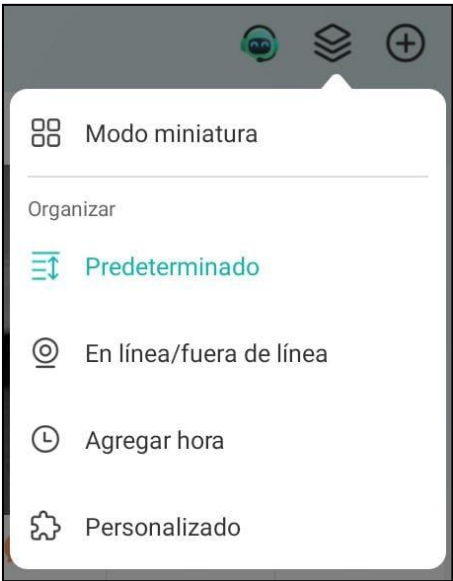 Modo miniatura
Organizar
Predeterminado
En línea/fuera de línea
Agregar hora
Personalizado